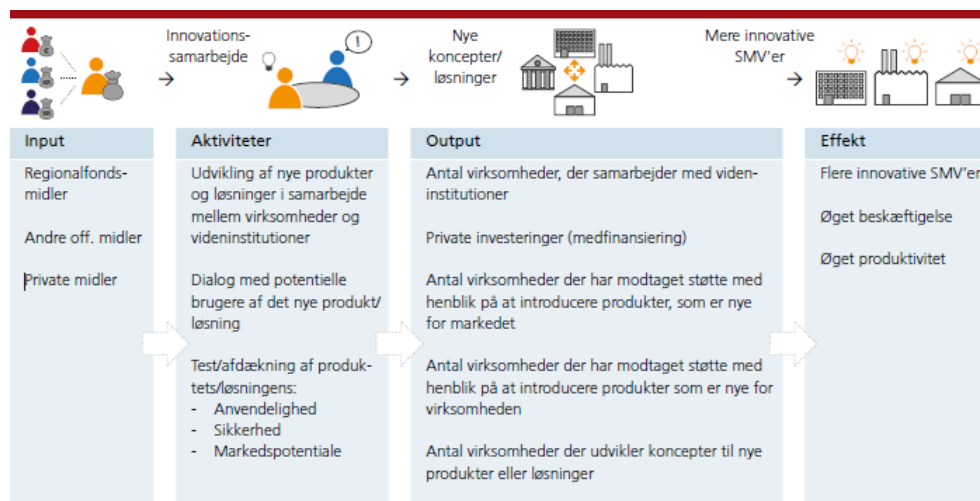 Innovations-
samarbejde
Nye
koncepter/
løsninger
Mere innovative
SMV'er
Input
Regionalfonds-
midler
Andre off. midler
Private midler
Aktiviteter
Udvikling af nye produkter
og løsninger i samarbejde
mellem virksomheder og
videninstitutioner
Dialog med potentielle
brugere af det nye produkt/
løsning
Test/afdækning af produk-
tets/løsningens:
- Anvendelighed
- Sikkerhed
- Markedspotentiale
Output
Antal virksomheder, der samarbejder med viden-
institutioner
Private investeringer (medfinansiering)
Antal virksomheder der har modtaget støtte med
henblik på at introducere produkter, som er nye
for markedet
Antal virksomheder der har modtaget støtte med
henblik på at introducere produkter som er nye for
virksomheden
Antal virksomheder der udvikler koncepter til nye
produkter eller løsninger
Effekt
Flere innovative SMV'er
Øget beskæftigelse
Øget produktivitet